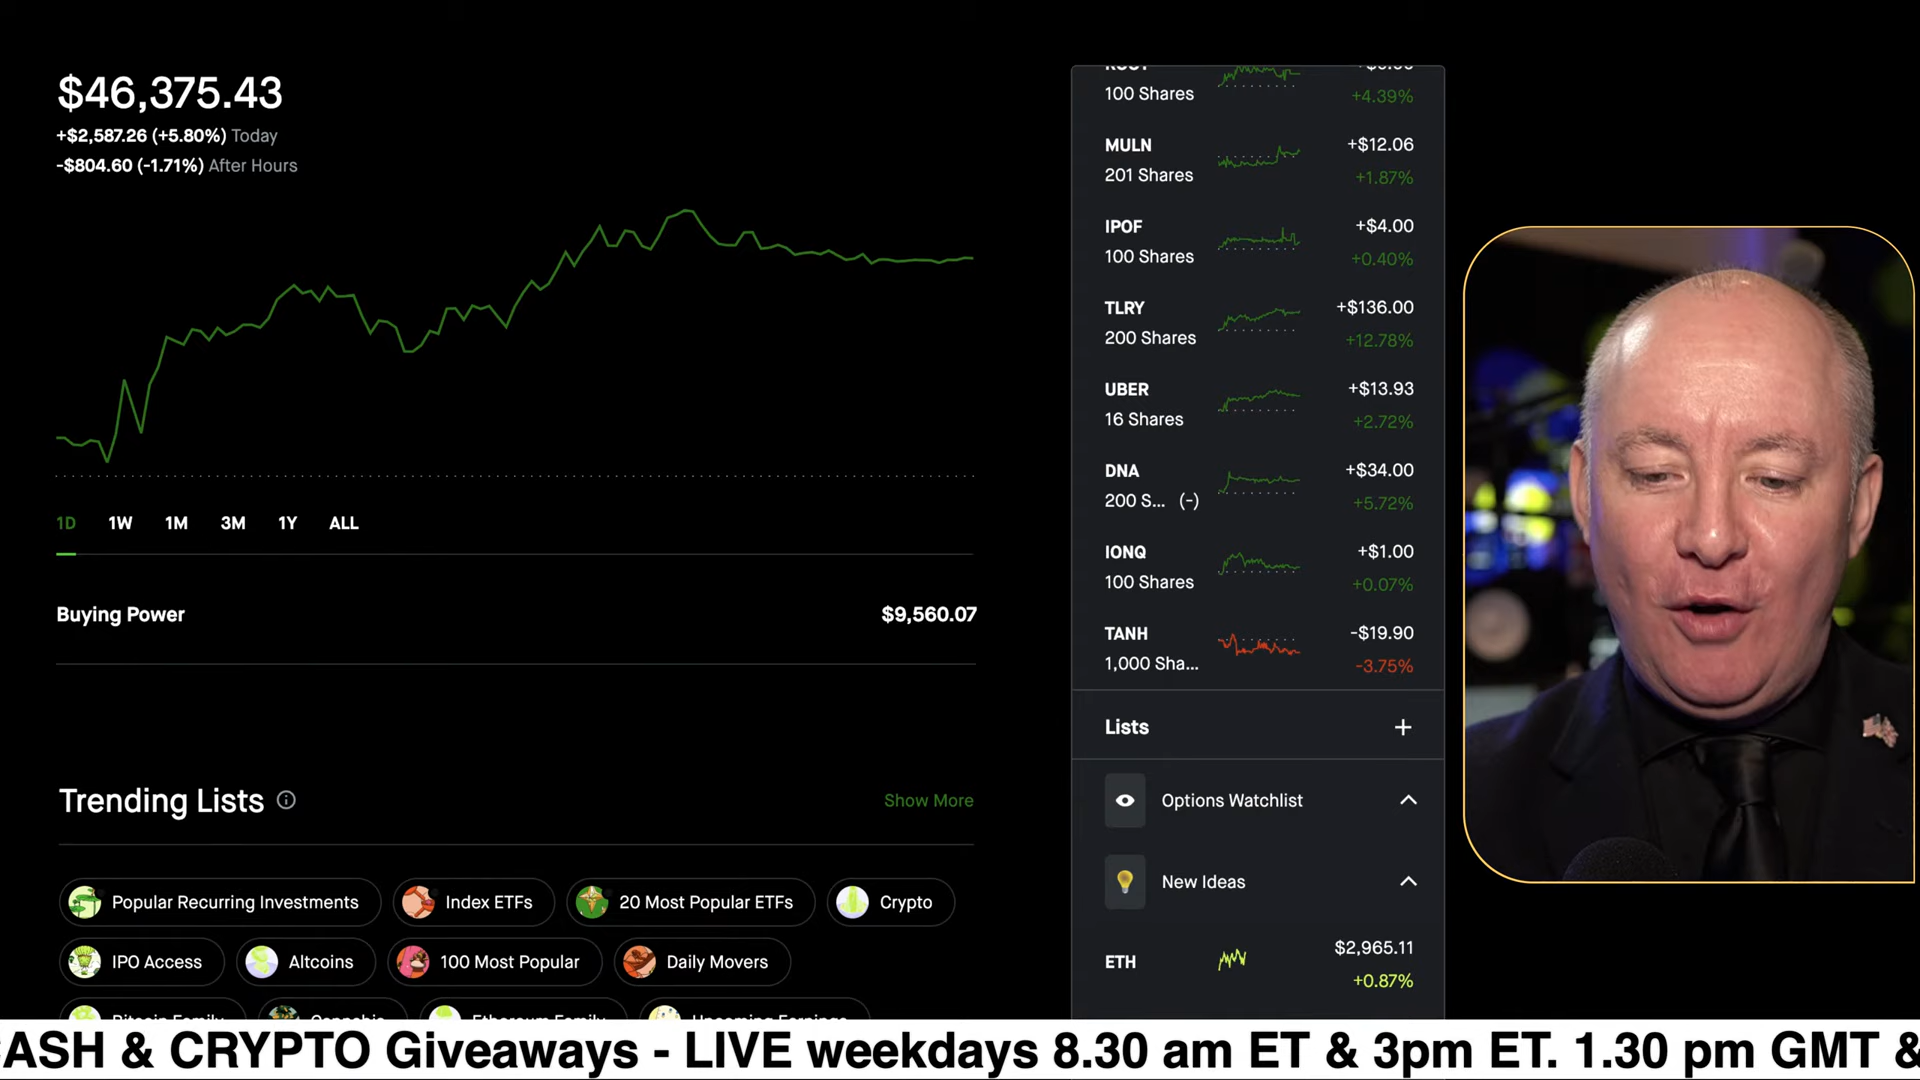 $46,375.43
+$2,587.26 (+5.80%) Today
-$804.60 (-1.71%) After Hours
1D 1W 1M 3M 1Y ALL
Buying Power $9,560.07
Trending Lists Show More
Popular Recurring Investments Index ETFs 20 Most Popular ETFs Crypto
IPO Access Altcoins 100 Most Popular Daily Movers
100 Shares +4.39%
MULN +$12.06
201 Shares +1.87%
IPOF +$4.00
100 Shares +0.40%
TLRY +$136.00
200 Shares +12.78%
UBER +$13.93
16 Shares +2.72%
DNA +$34.00
200 S... (-) +5.72%
IONQ +$1.00
100 Shares +0.07%
TANH -$19.90
1,000 Sha... -3.75%
Lists +
Options Watchlist
New Ideas
ETH $2,965.11
+0.87%
CASH & CRYPTO Giveaways - LIVE weekdays 8.30 am ET & 3pm ET. 1.30 pm GMT &